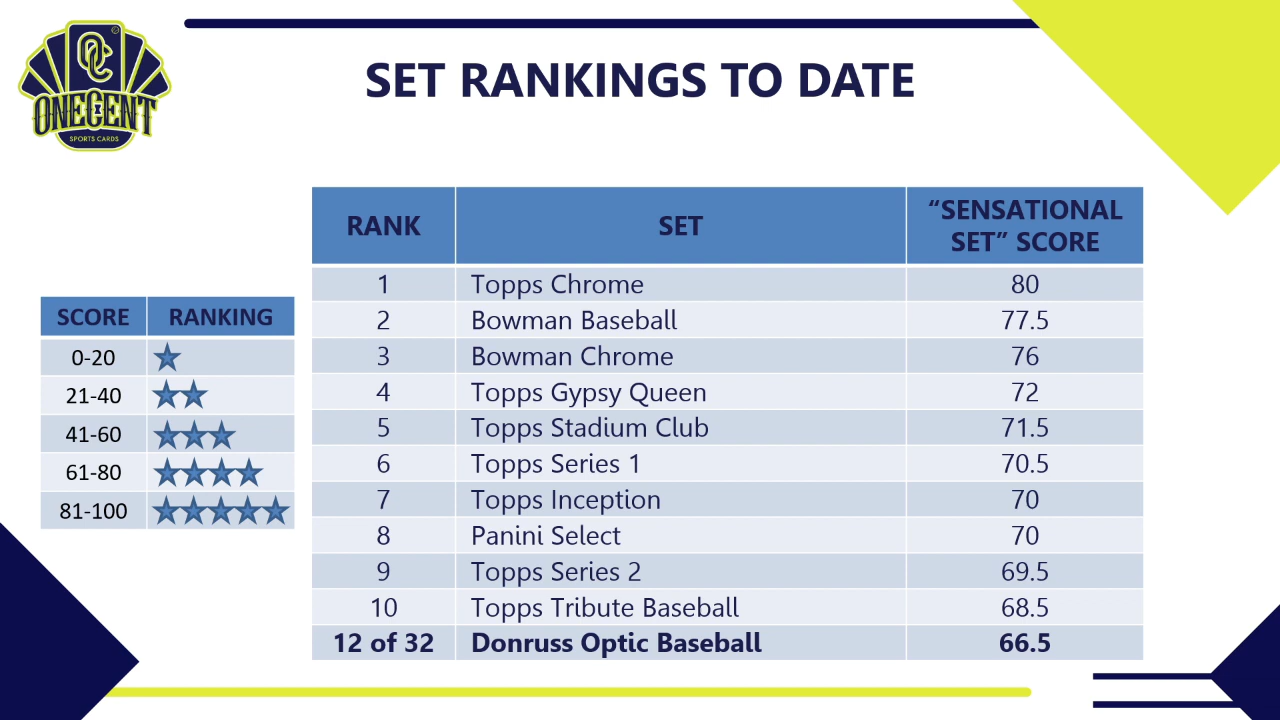 OC
ONECENT
SPORTS CARDS
SET RANKINGS TO DATE
SCORE RANKING
0-20
21-40
41-60
61-80
81-100
RANK SET “SENSATIONAL
SET” SCORE
1 Topps Chrome 80
2 Bowman Baseball 77.5
3 Bowman Chrome 76
4 Topps Gypsy Queen 72
5 Topps Stadium Club 71.5
6 Topps Series 1 70.5
7 Topps Inception 70
8 Panini Select 70
9 Topps Series 2 69.5
10 Topps Tribute Baseball 68.5
12 of 32 Donruss Optic Baseball 66.5